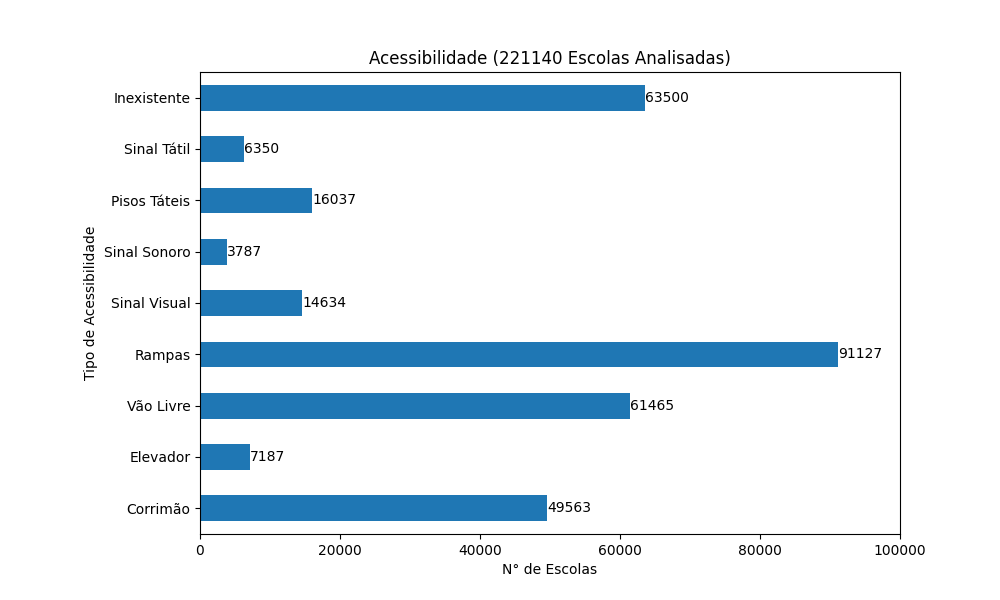 Acessibilidade (221140 Escolas Analisadas)
Tipo de Acessibilidade
Inexistente 63500
Sinal Tátil 6350
Pisos Táteis 16037
Sinal Sonoro 3787
Sinal Visual 14634
Rampas 91127
Vão Livre 61465
Elevador 7187
Corrimão 49563
0 20000 40000 60000 80000 100000
N° de Escolas